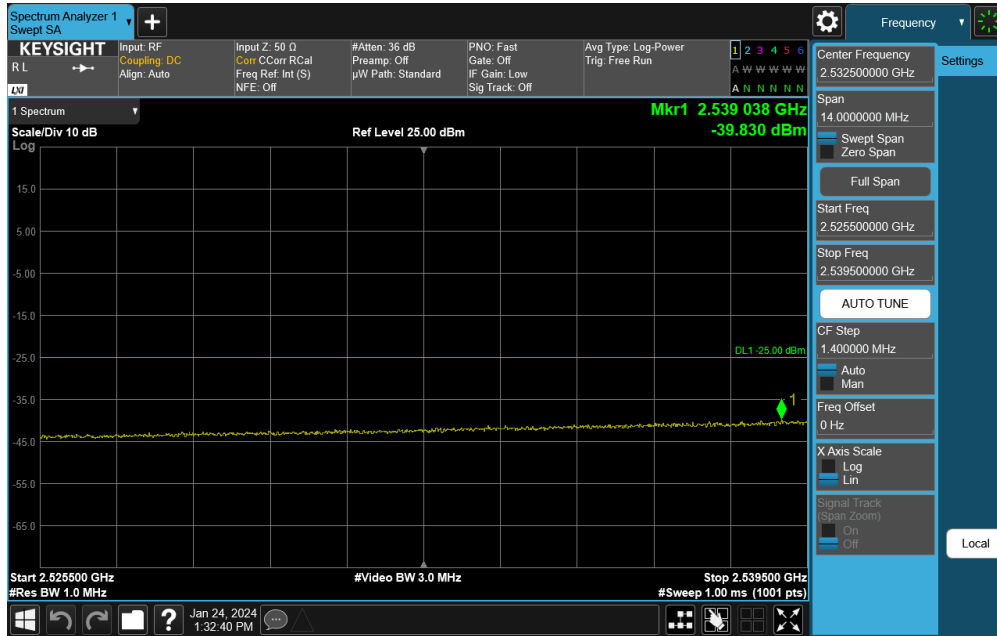 Spectrum Analyzer 1
Swept SA
Frequency
KEYSIGHT
R L
LXI
Input: RF
Coupling: DC
Align: Auto
Input Z: 50 Ω
Corr CCorr RCal
Freq Ref: Int (S)
NFE: Off
#Atten: 36 dB
Preamp: Off
µW Path: Standard
PNO: Fast
Gate: Off
IF Gain: Low
Sig Track: Off
Avg Type: Log-Power
Trig: Free Run
1 2 3 4 5 6
A W W W W W
A N N N N N
1 Spectrum
Scale/Div 10 dB
Log
Ref Level 25.00 dBm
Mkr1 2.539 038 GHz
-39.830 dBm
15.0
5.00
-5.00
-15.0
-25.0
-35.0
-45.0
-55.0
-65.0
DL1 -25.00 dBm
1
Start 2.525500 GHz
#Res BW 1.0 MHz
#Video BW 3.0 MHz
Stop 2.539500 GHz
#Sweep 1.00 ms (1001 pts)
Center Frequency
2.532500000 GHz
Span
14.0000000 MHz
Swept Span
Zero Span
Full Span
Start Freq
2.525500000 GHz
Stop Freq
2.539500000 GHz
AUTO TUNE
CF Step
1.400000 MHz
Auto
Man
Freq Offset
0 Hz
X Axis Scale
Log
Lin
Signal Track
(Span Zoom)
On
Off
Settings
Local
?
Jan 24, 2024
1:32:40 PM